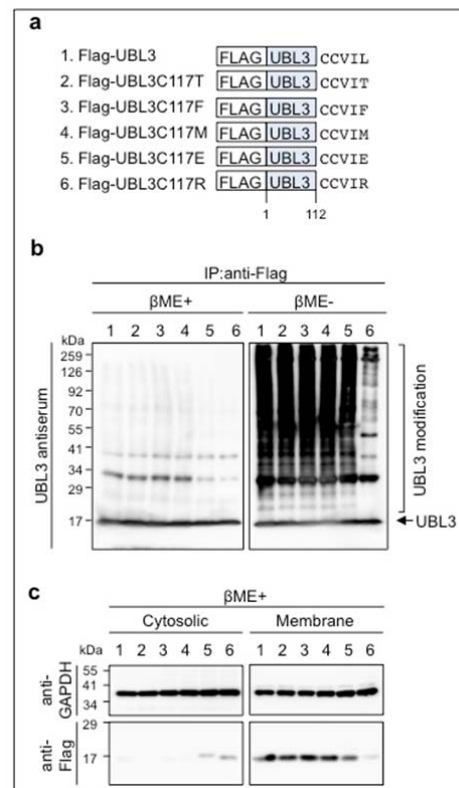 a
1. Flag-UBL3 FLAG UBL3 CCVIL
2. Flag-UBL3C117T FLAG UBL3 CCVIT
3. Flag-UBL3C117F FLAG UBL3 CCVIF
4. Flag-UBL3C117M FLAG UBL3 CCVIM
5. Flag-UBL3C117E FLAG UBL3 CCVIE
6. Flag-UBL3C117R FLAG UBL3 CCVIR
1 112
b
IP:anti-Flag
βME+ βME-
kDa 1 2 3 4 5 6 1 2 3 4 5 6
259
126
92
70
55
41
34
29
17
UBL3 antiserum
UBL3 modification
UBL3
c
βME+
Cytosolic Membrane
kDa 1 2 3 4 5 6 1 2 3 4 5 6
anti-GAPDH
55
41
34
anti-Flag
29
17